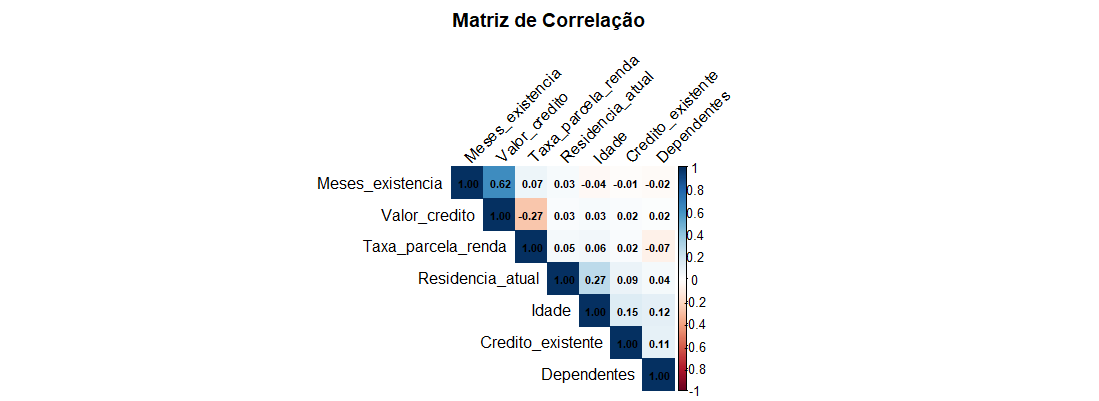 Matriz de Correlação
Meses_existencia
Valor_credito
Taxa_parcela_renda
Residencia_atual
Idade
Credito_existente
Dependentes
Meses_existencia 1.00 0.62 0.07 0.03 -0.04 -0.01 -0.02
Valor_credito 1.00 -0.27 0.03 0.03 0.02 0.02
Taxa_parcela_renda 1.00 0.05 0.06 0.02 -0.07
Residencia_atual 1.00 0.27 0.09 0.04
Idade 1.00 0.15 0.12
Credito_existente 1.00 0.11
Dependentes 1.00
1
0.8
0.6
0.4
0.2
0
-0.2
-0.4
-0.6
-0.8
-1